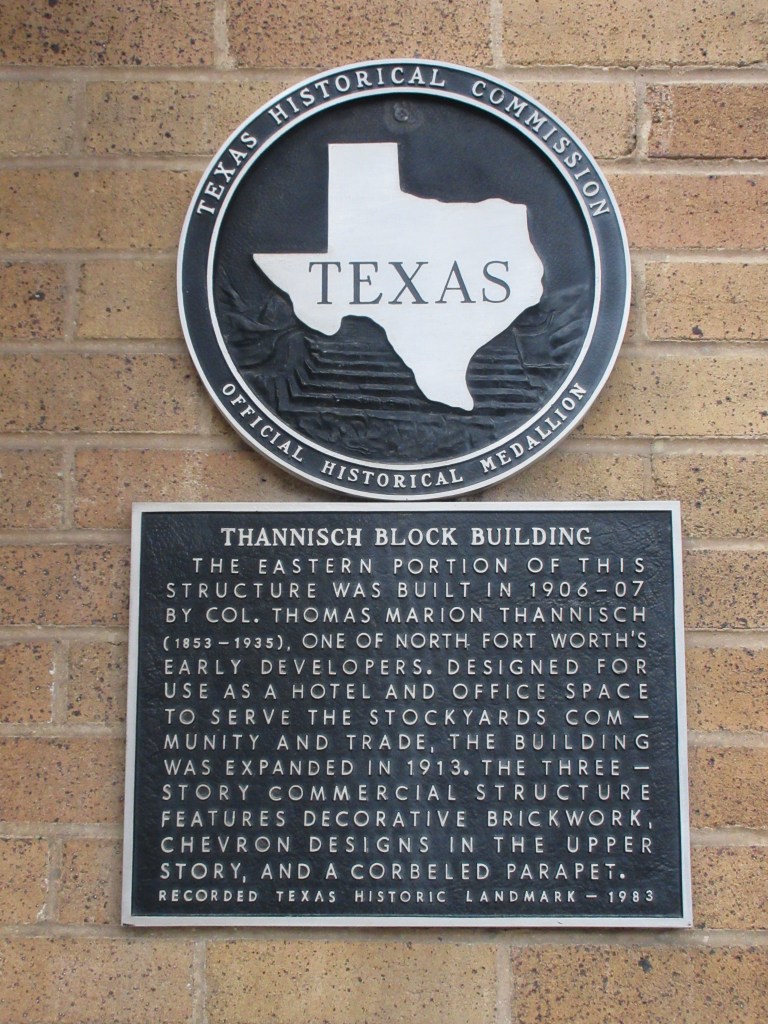 TEXAS HISTORICAL COMMISSION
TEXAS
OFFICIAL HISTORICAL MEDALLION
THANNISCH BLOCK BUILDING
THE EASTERN PORTION OF THIS
STRUCTURE WAS BUILT IN 1906-07
BY COL. THOMAS MARION THANNISCH
(1853-1935), ONE OF NORTH FORT WORTH'S
EARLY DEVELOPERS. DESIGNED FOR
USE AS A HOTEL AND OFFICE SPACE
TO SERVE THE STOCKYARDS COM-
MUNITY AND TRADE, THE BUILDING
WAS EXPANDED IN 1913. THE THREE-
STORY COMMERCIAL STRUCTURE
FEATURES DECORATIVE BRICKWORK,
CHEVRON DESIGNS IN THE UPPER
STORY, AND A CORBELED PARAPET.
RECORDED TEXAS HISTORIC LANDMARK-1983